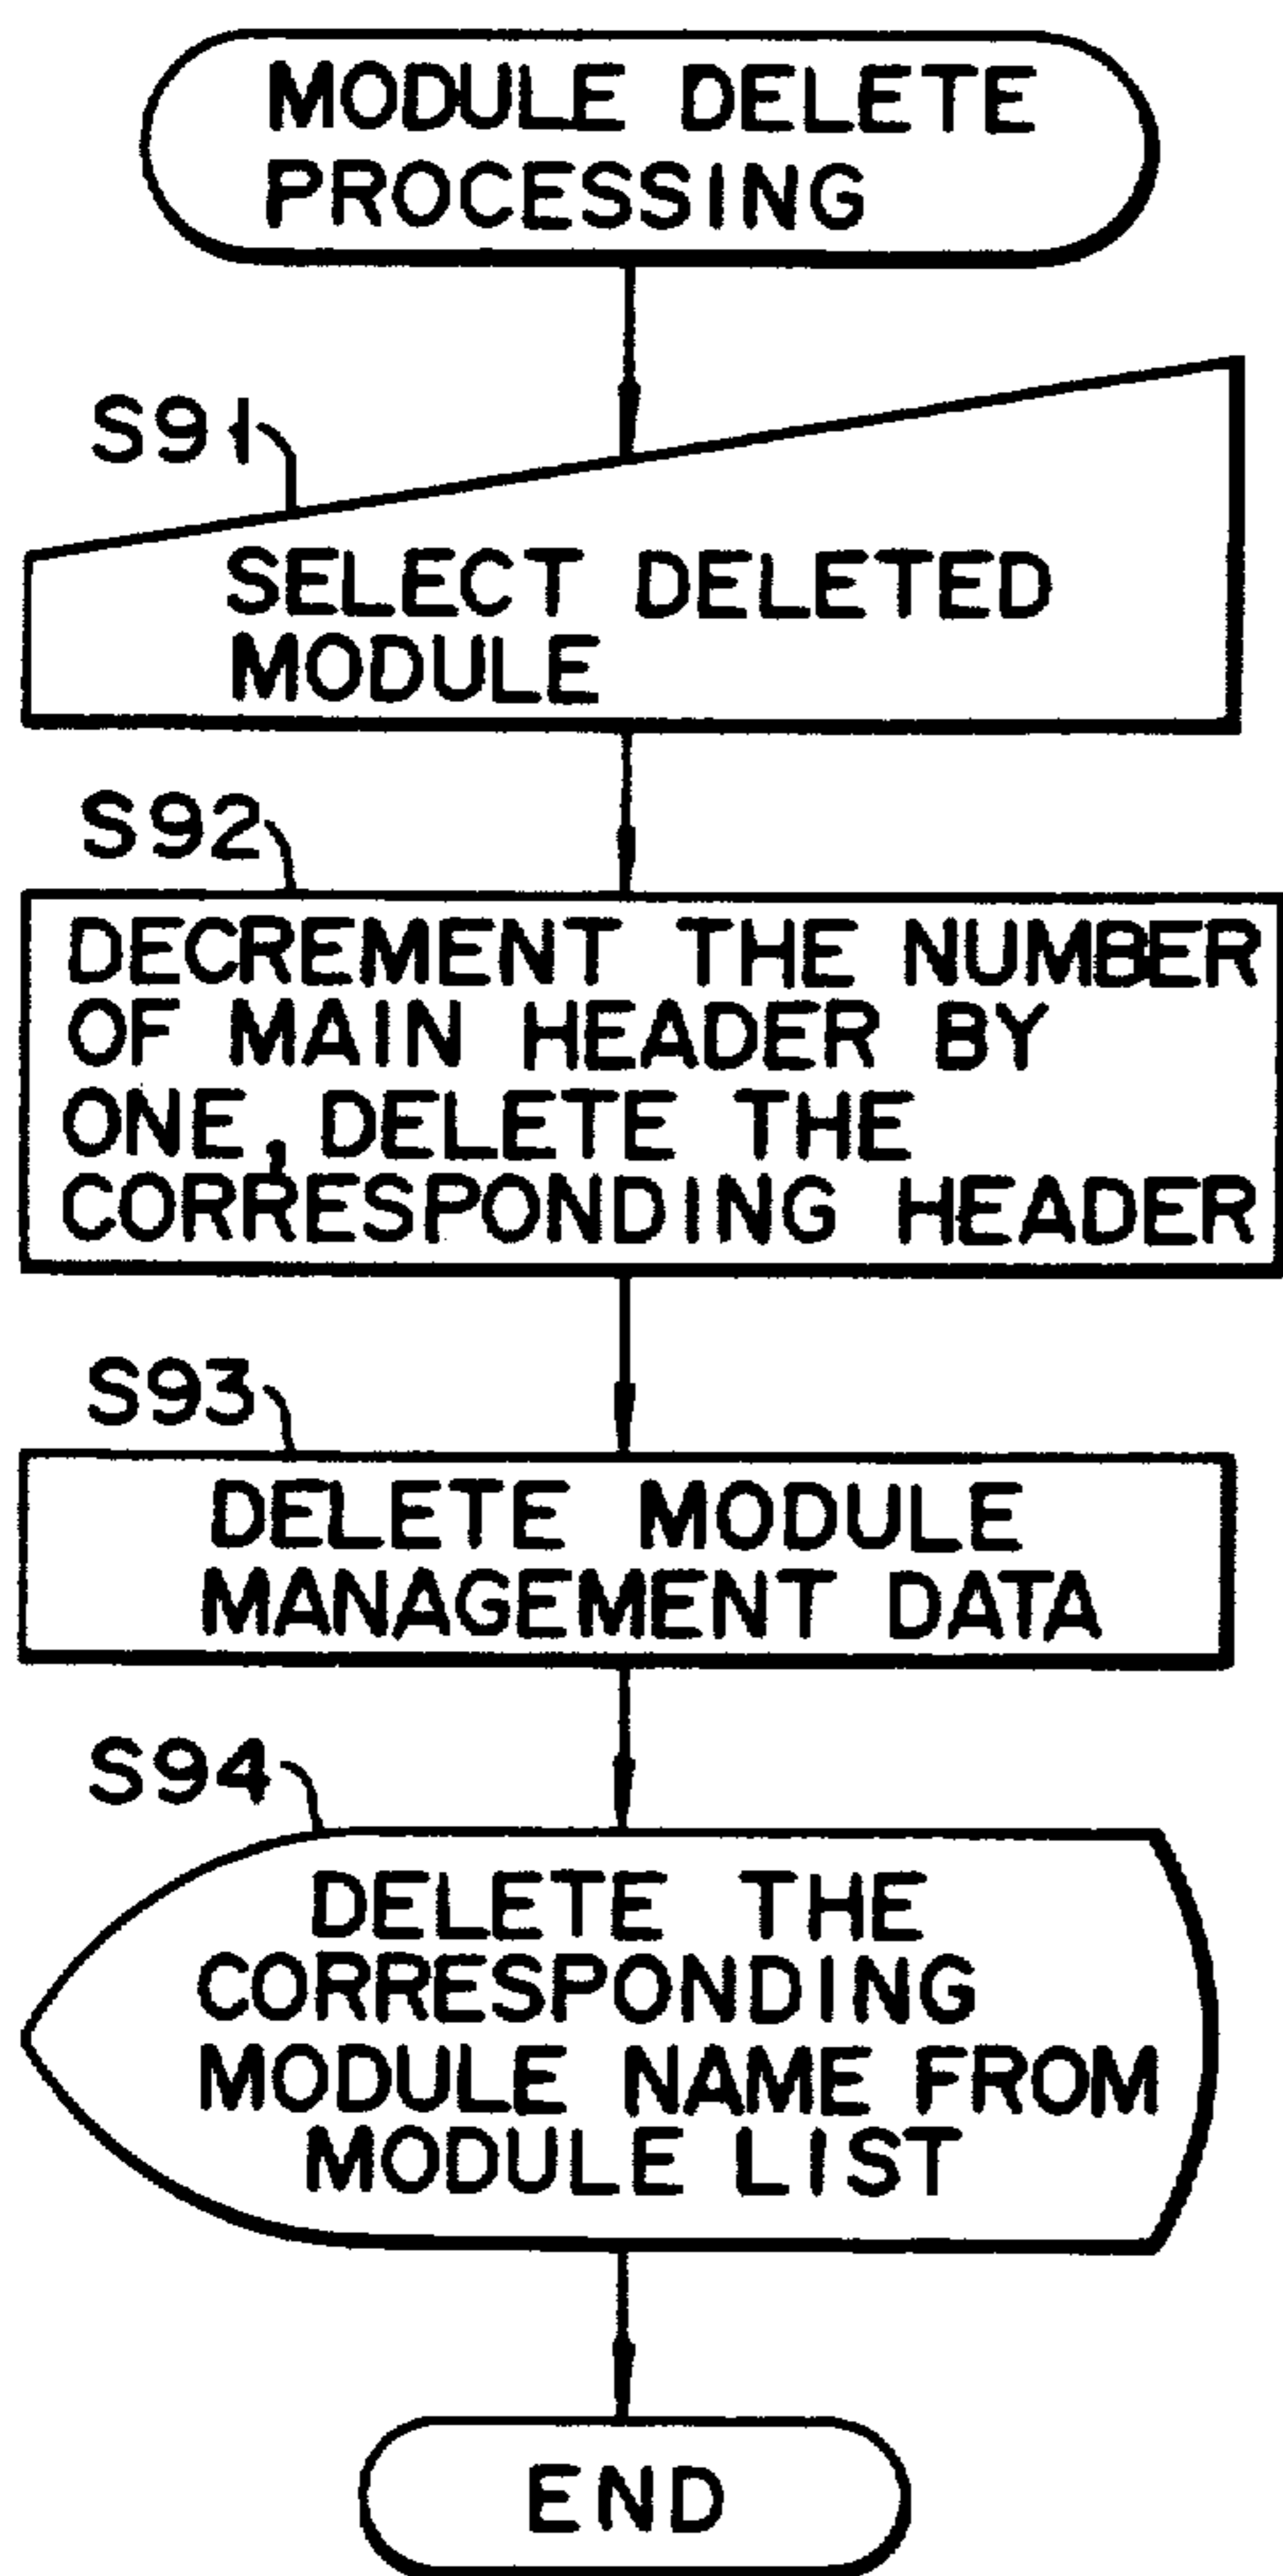 MODULE DELETE
PROCESSING
S91
SELECT DELETED
MODULE
S92
DECREMENT THE NUMBER
OF MAIN HEADER BY
ONE, DELETE THE
CORRESPONDING HEADER
S93
DELETE MODULE
MANAGEMENT DATA
S94
DELETE THE
CORRESPONDING
MODULE NAME FROM
MODULE LIST
END